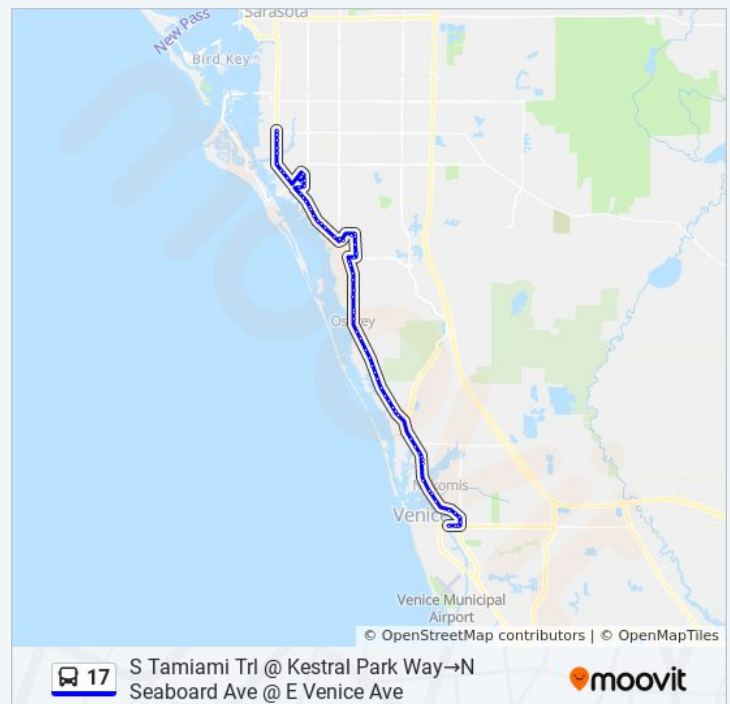 Sarasota
New Pass
Bird Key
Osprey
Nokomis
Venice
Venice Municipal
Airport
© OpenStreetMap contributors | © OpenMapTiles
17
S Tamiami Trl @ Kestral Park Way→N
Seaboard Ave @ E Venice Ave
moovit